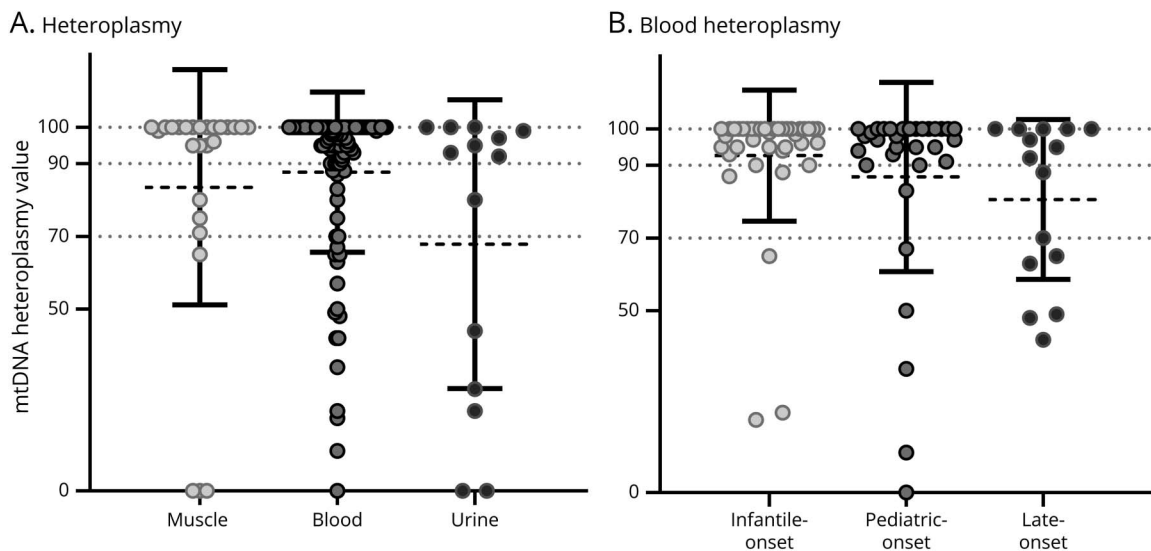 A. Heteroplasmy
mtDNA heteroplasmy value
100
90
70
50
0
Muscle
Blood
Urine
B. Blood heteroplasmy
100
90
70
50
0
Infantile-
onset
Pediatric-
onset
Late-
onset